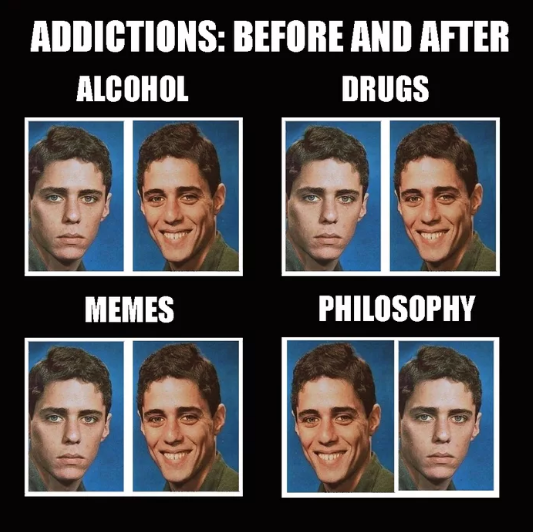 ADDICTIONS: BEFORE AND AFTER
ALCOHOL
DRUGS
MEMES
PHILOSOPHY